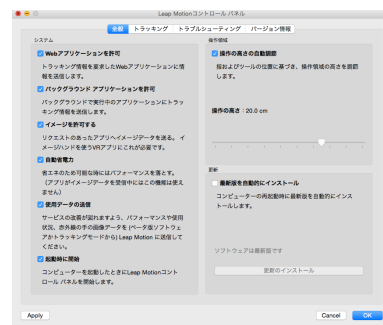 Leap Motionコントロール パネル
全般 トラッキング トラブルシューティング バージョン情報
システム
Webアプリケーションを許可
トラッキング情報を要求したWebアプリケーションに情
報を送信します。
バックグラウンド アプリケーションを許可
バックグラウンドで実行中のアプリケーションにトラッ
キング情報を送信します。
イメージを許可する
リクエストのあったアプリへイメージデータを送る。 イ
メージハンドを使うVRアプリにこれが必要です。
自動省電力
省エネのため可能な時にはパフォーマンスを落とす。
（アプリがイメージデータを受信中にはこの機能は使え
ません）
使用データの送信
サービスの改善が図れますよう、パフォーマンスや使用
状況、赤外線の手の画像データを (ベータ版ソフトウェ
アかトラッキングモードから) Leap Motion に送信して
ください。
起動時に開始
コンピューターを起動したときにLeap Motionコント
ロール パネルを開始します。
操作領域
操作の高さの自動調節
指およびツールの位置に基づき、操作領域の高さを調節
します。
操作の高さ：20.0 cm
更新
最新版を自動的にインストール
コンピューターの再起動時に最新版を自動的にインス
トールします。
ソフトウェアは最新版です
更新のインストール
Apply Cancel OK